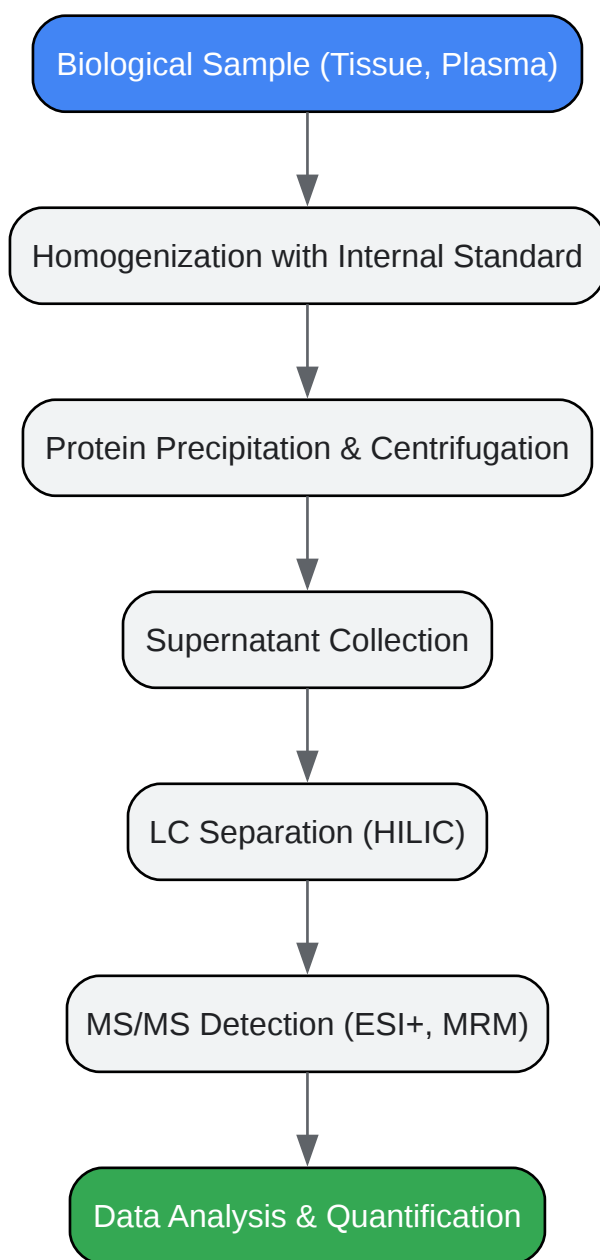 Biological Sample (Tissue, Plasma)
Homogenization with Internal Standard
Protein Precipitation & Centrifugation
Supernatant Collection
LC Separation (HILIC)
MS/MS Detection (ESI+, MRM)
Data Analysis & Quantification